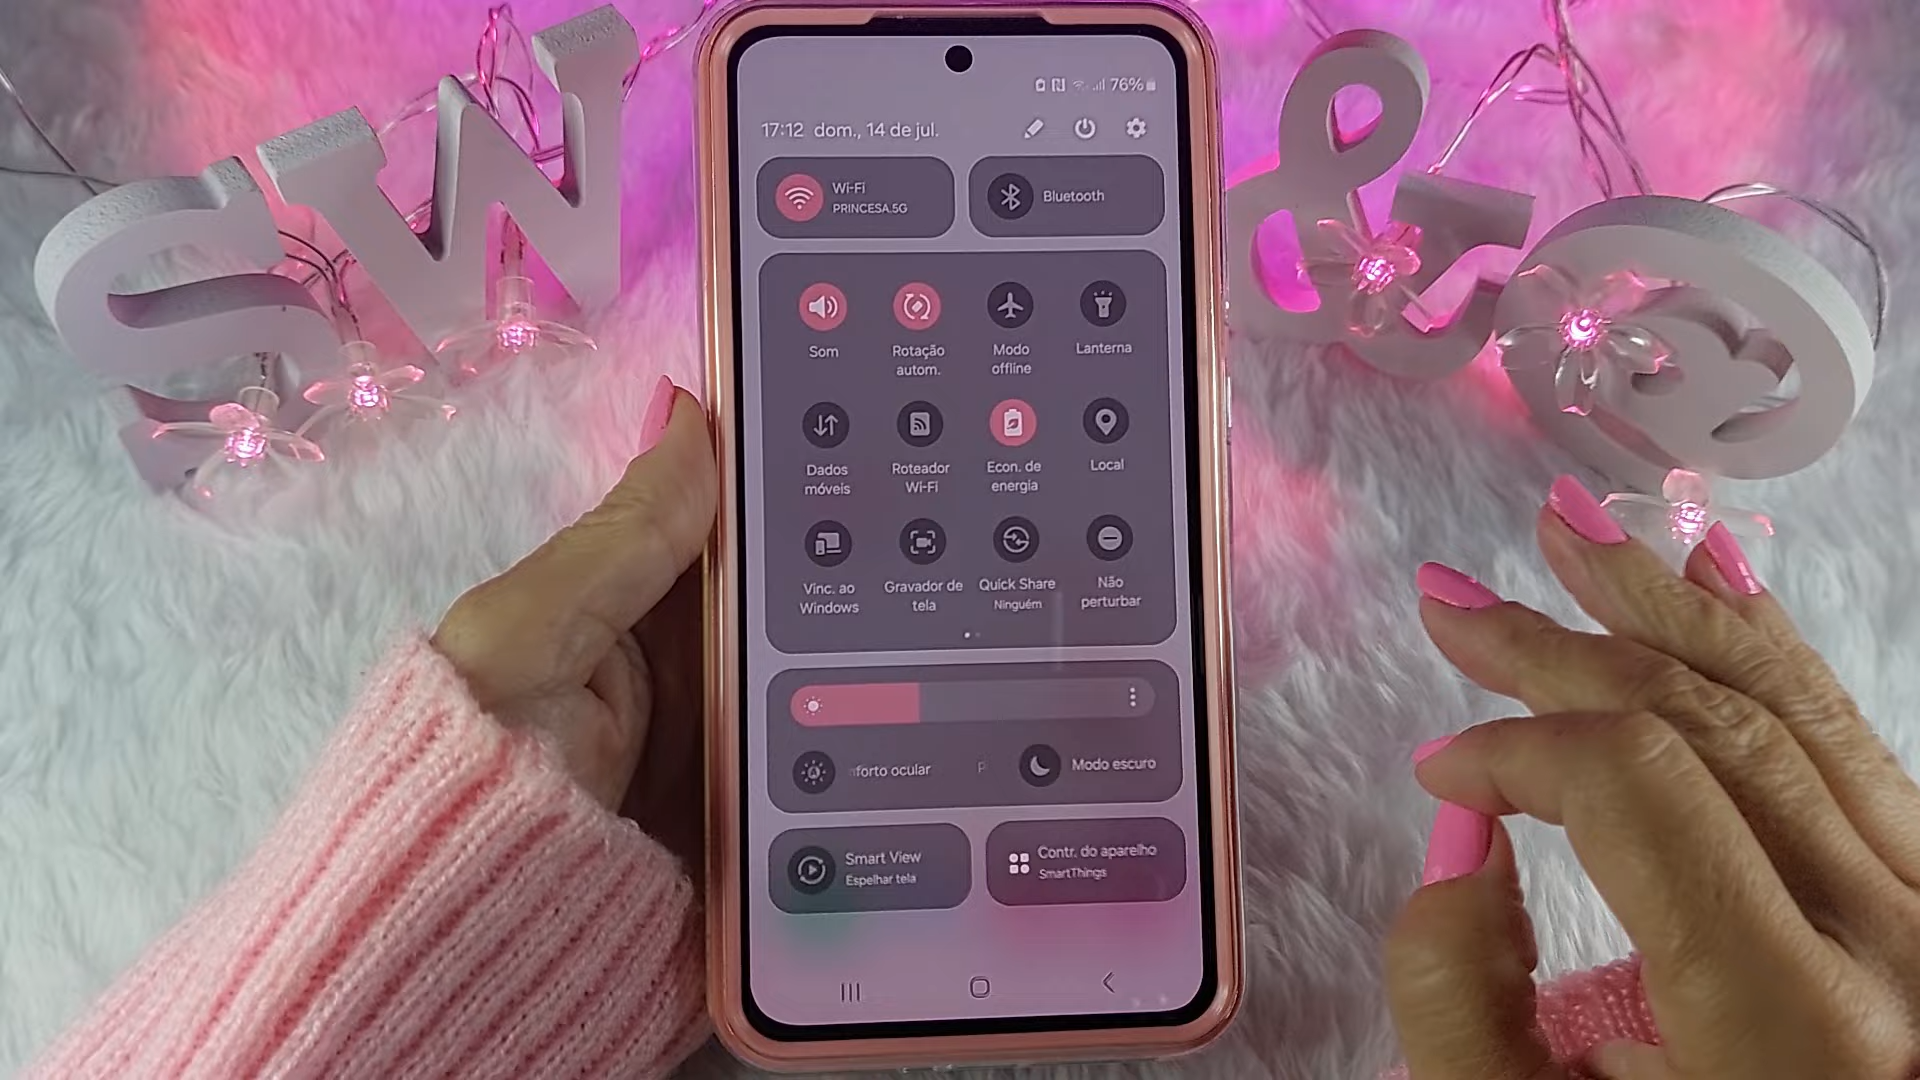 SW
&
76%
17:12 dom., 14 de jul.
Wi-Fi
PRINCESA.5G
Bluetooth
Som
Rotação
autom.
Modo
offline
Lanterna
Dados
móveis
Roteador
Wi-Fi
Econ. de
energia
Local
Vinc. ao
Windows
Gravador de
tela
Quick Share
Ninguém
Não
perturbar
forto ocular
P
Modo escuro
Smart View
Espelhar tela
Contr. do aparelho
SmartThings